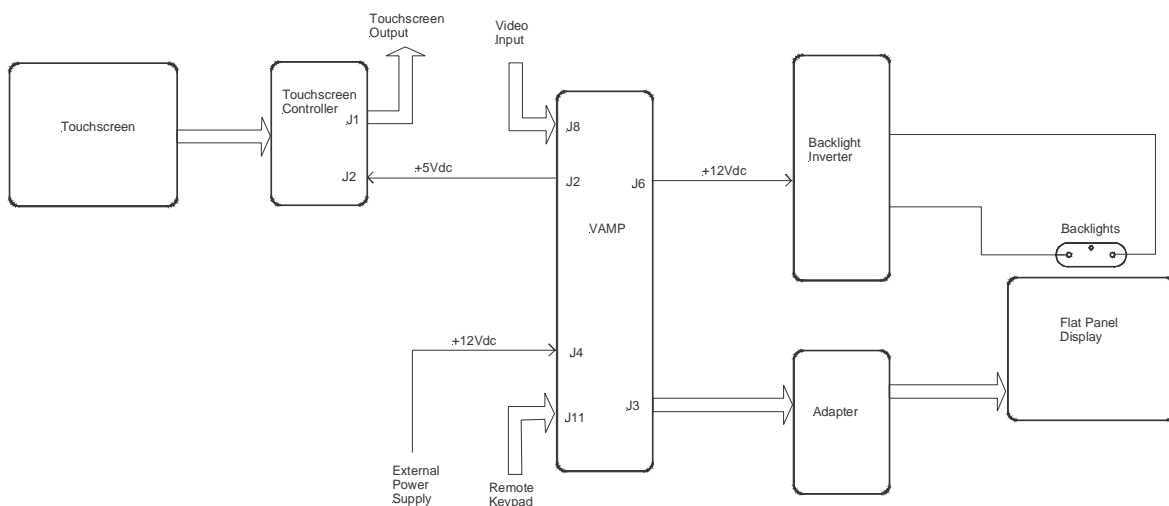 Touchscreen
Output
Video
Input
Touchscreen
Touchscreen
Controller
J1
J2
+5Vdc
J8
J2
J6
VAMP
+12Vdc
Backlight
Inverter
Backlights
Flat Panel
Display
+12Vdc
J4
J3
J11
Adapter
External
Power
Supply
Remote
Keypad